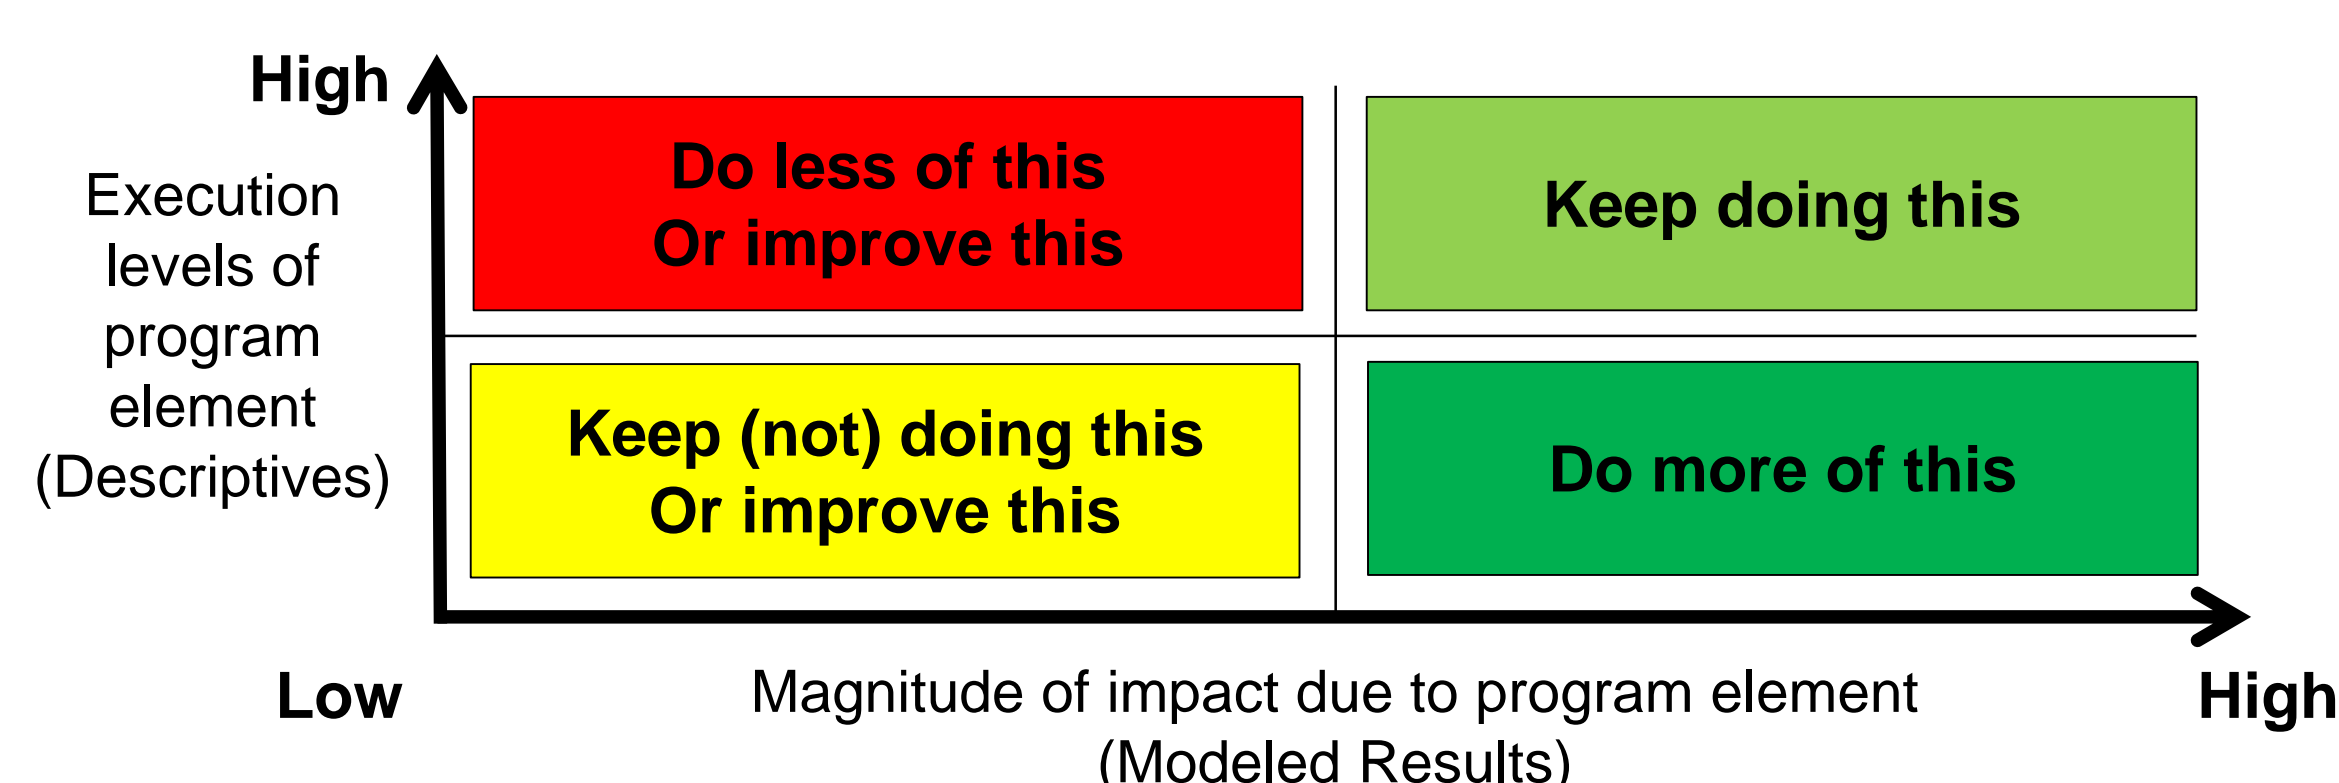 High
Execution
levels of
program
element
(Descriptives)
Do less of this
Or improve this
Keep doing this
Keep (not) doing this
Or improve this
Do more of this
Low
Magnitude of impact due to program element
(Modeled Results)
High